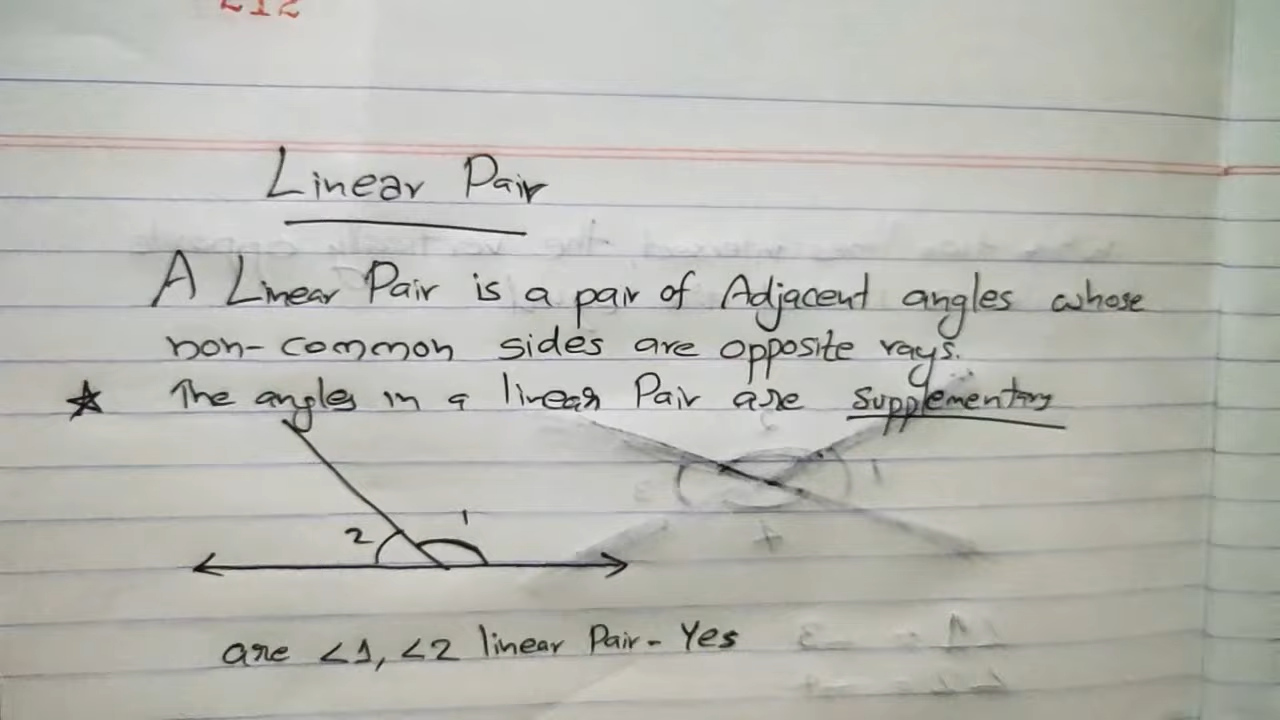 212
Linear Pair
A Linear Pair is a pair of Adjacent angles whose
non-common sides are opposite rays.
☆ The angles in a linear Pair are Supplementary
2 1
are <1, <2 linear Pair - Yes